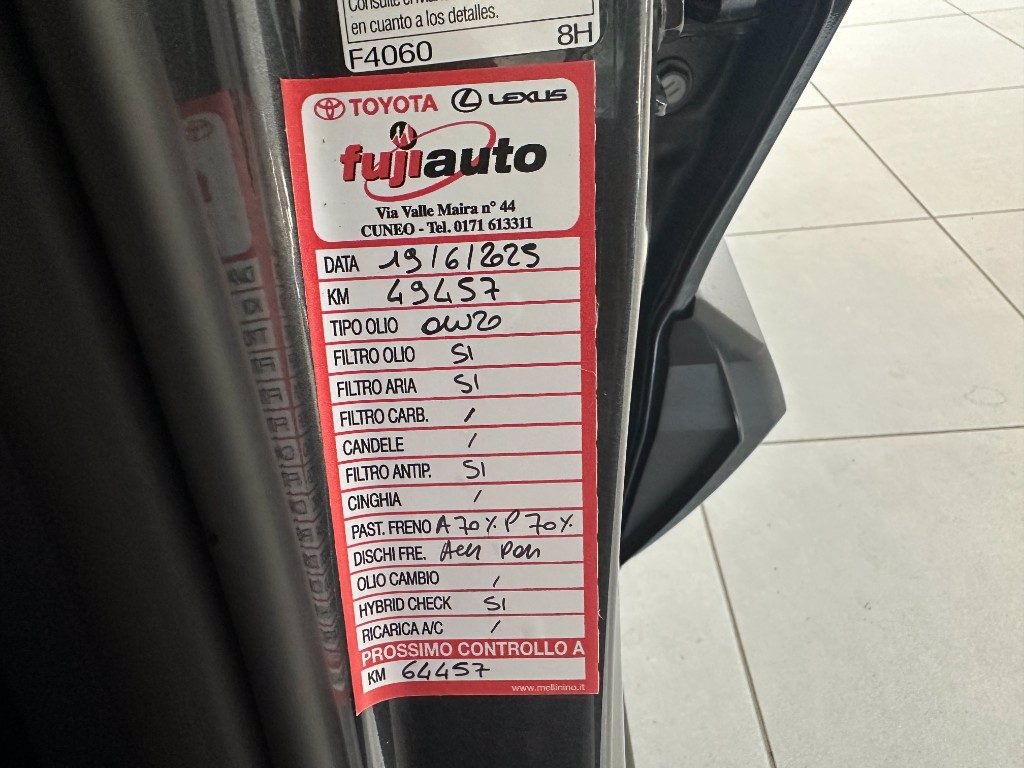 en cuanto a los detalles.
F4060 8H
TOYOTA LEXUS
fujiauto
Via Valle Maira n° 44
CUNEO - Tel. 0171 613311
DATA 19/6/2025
KM 49457
TIPO OLIO 0W20
FILTRO OLIO SI
FILTRO ARIA SI
FILTRO CARB. /
CANDELE /
FILTRO ANTIP. SI
CINGHIA /
PAST. FRENO A 70% P 70%
DISCHI FRE.
OLIO CAMBIO /
HYBRID CHECK SI
RICARICA A/C /
PROSSIMO CONTROLLO A
KM 64457
www.mellinino.it